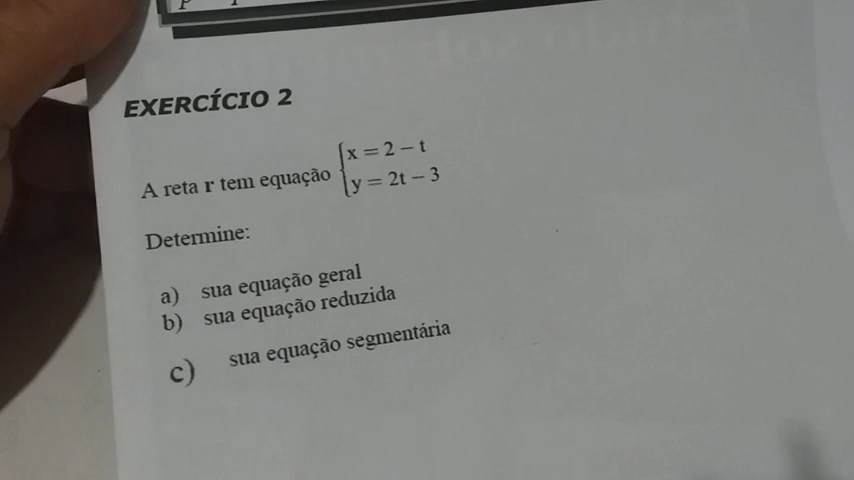 EXERCÍCIO 2
A reta r tem equação {x = 2 − t
y = 2t − 3
Determine:
a) sua equação geral
b) sua equação reduzida
c) sua equação segmentária